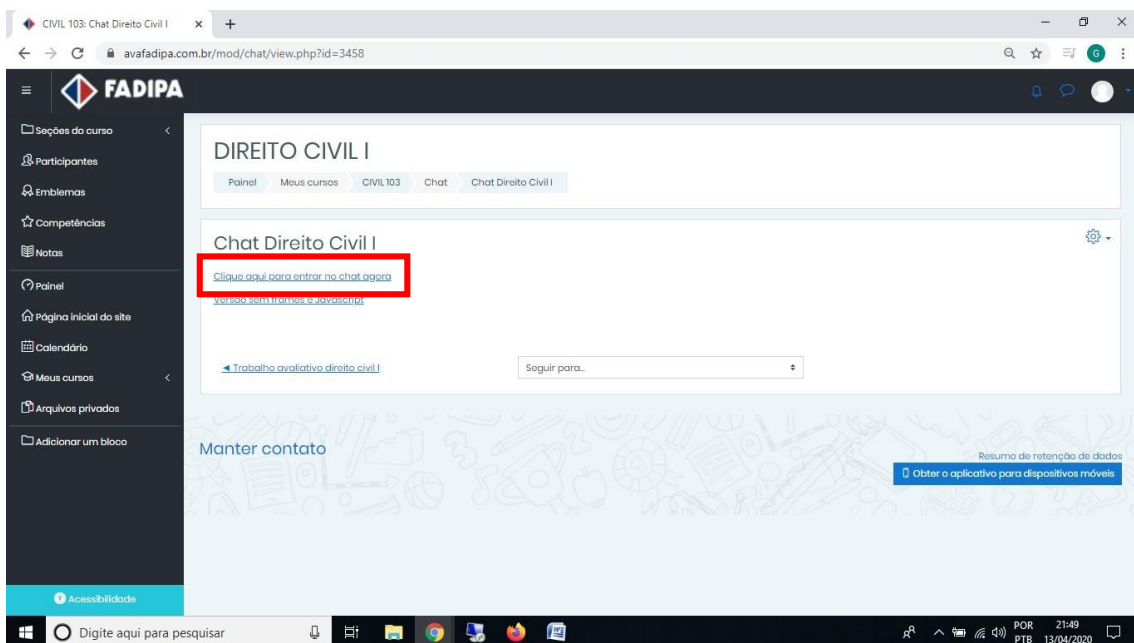 CIVIL 103: Chat Direito Civil I
avafadipa.com.br/mod/chat/view.php?id=3458
G
FADIPA
Seções do curso
Participantes
Emblemas
Competências
Notas
Painel
Página inicial do site
Calendário
Meus cursos
Arquivos privados
Adicionar um bloco
Acessibilidade
DIREITO CIVIL I
Painel Meus cursos CIVIL103 Chat Chat Direito Civil I
Chat Direito Civil I
Clique aqui para entrar no chat agora
Versão sem frames e Javascript
◄ Trabalho avaliativo direito civil I
Seguir para...
Manter contato
Resumo de retenção de dados
Obter o aplicativo para dispositivos móveis
Digite aqui para pesquisar
POR
PTB
21:49
13/04/2020